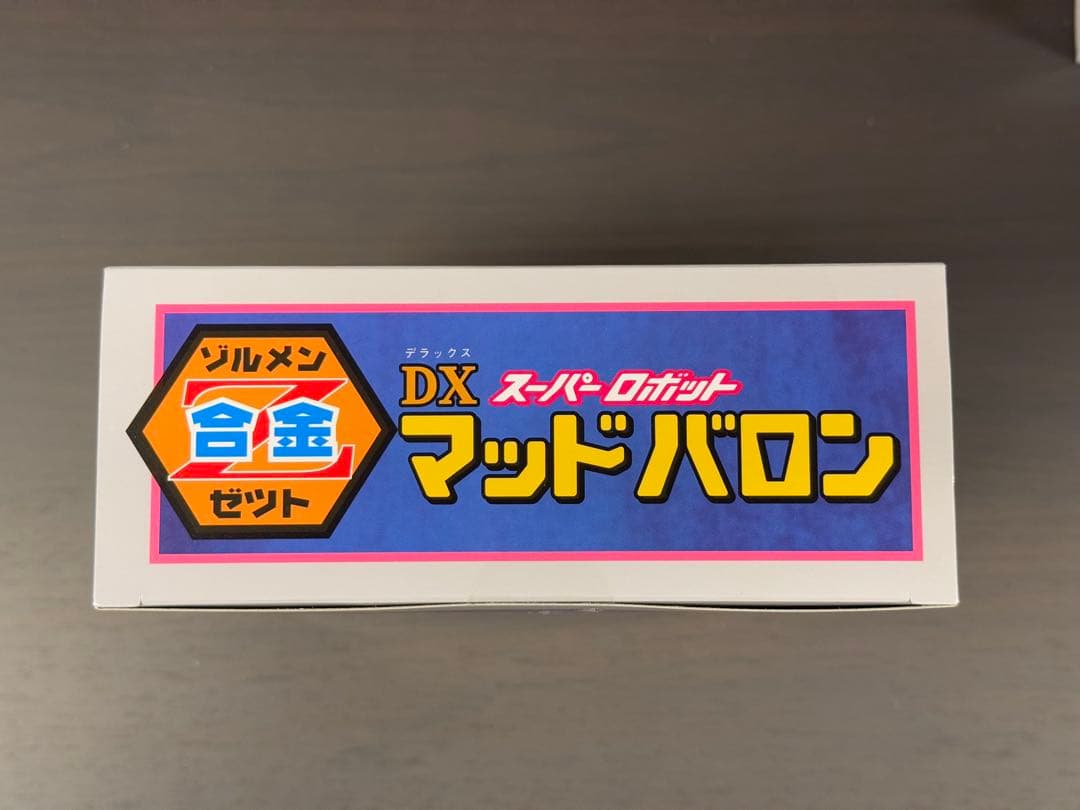 ゾルメン
Z
合金
ゼット
デラックス
DX スーパーロボット
マッドバロン